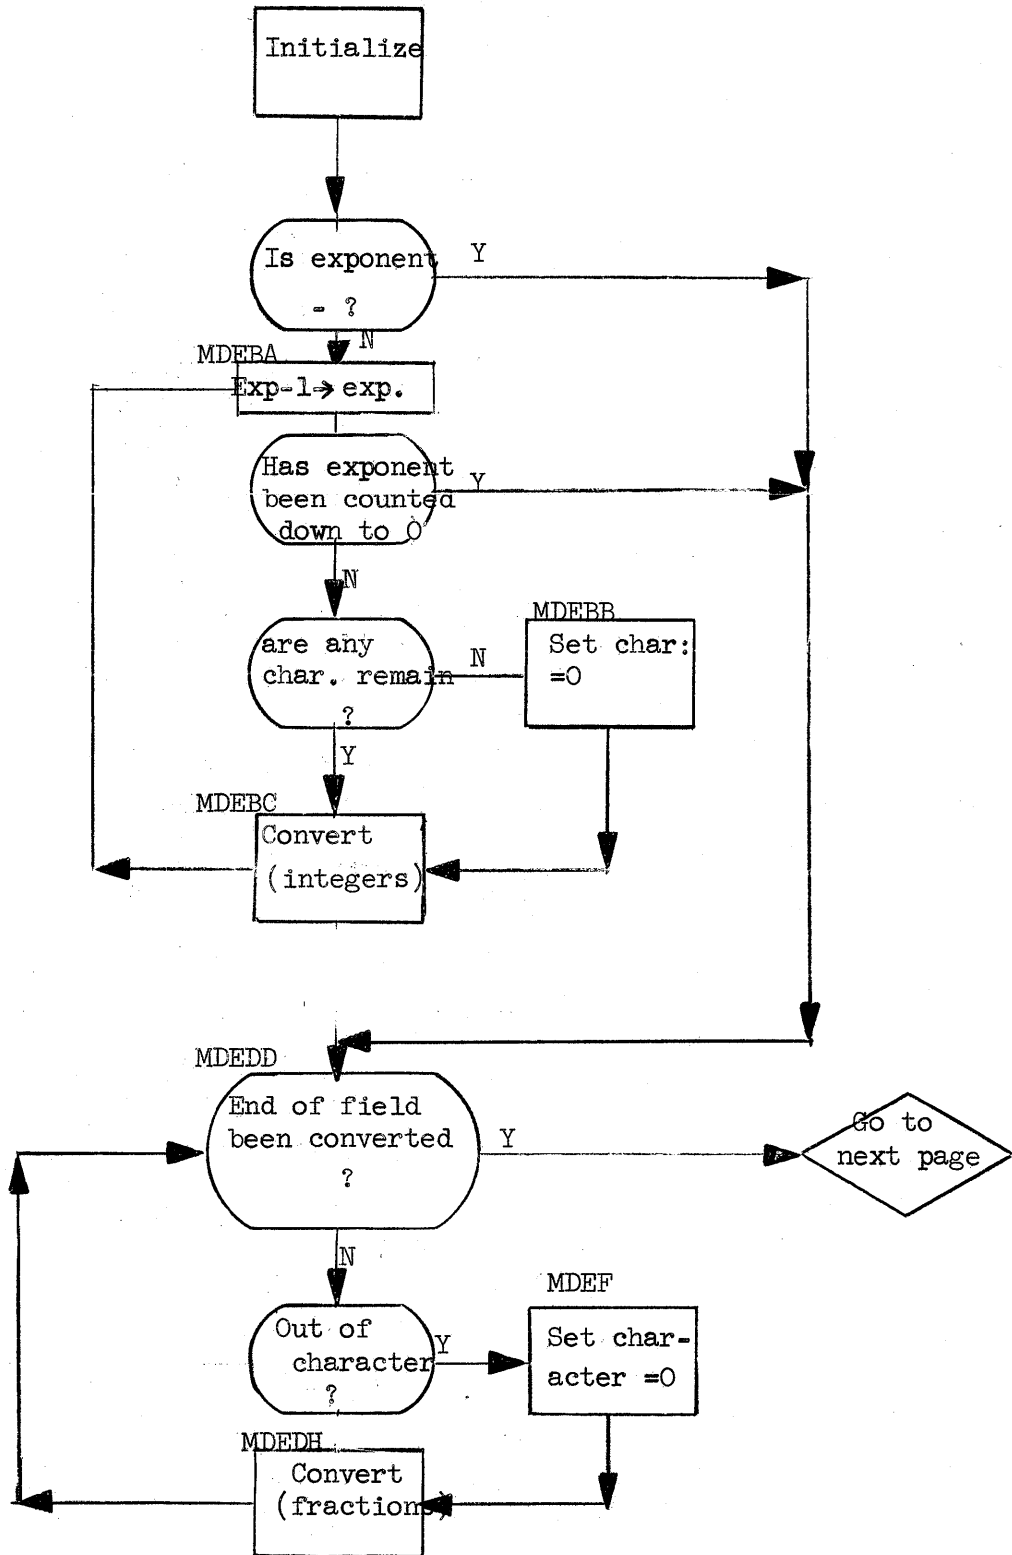 Initialize
Is exponent
- ?
Y
N
MDEBA
Exp-1→ exp.
Has exponent
been counted
down to 0
Y
N
are any
char. remain
?
N
MDEBB
Set char:
=0
Y
MDEBC
Convert
(integers)
MDEDD
End of field
been converted
?
Y
Go to
next page
N
Out of
character
?
Y
MDEF
Set char-
acter =0
MDEDH
Convert
(fractions)